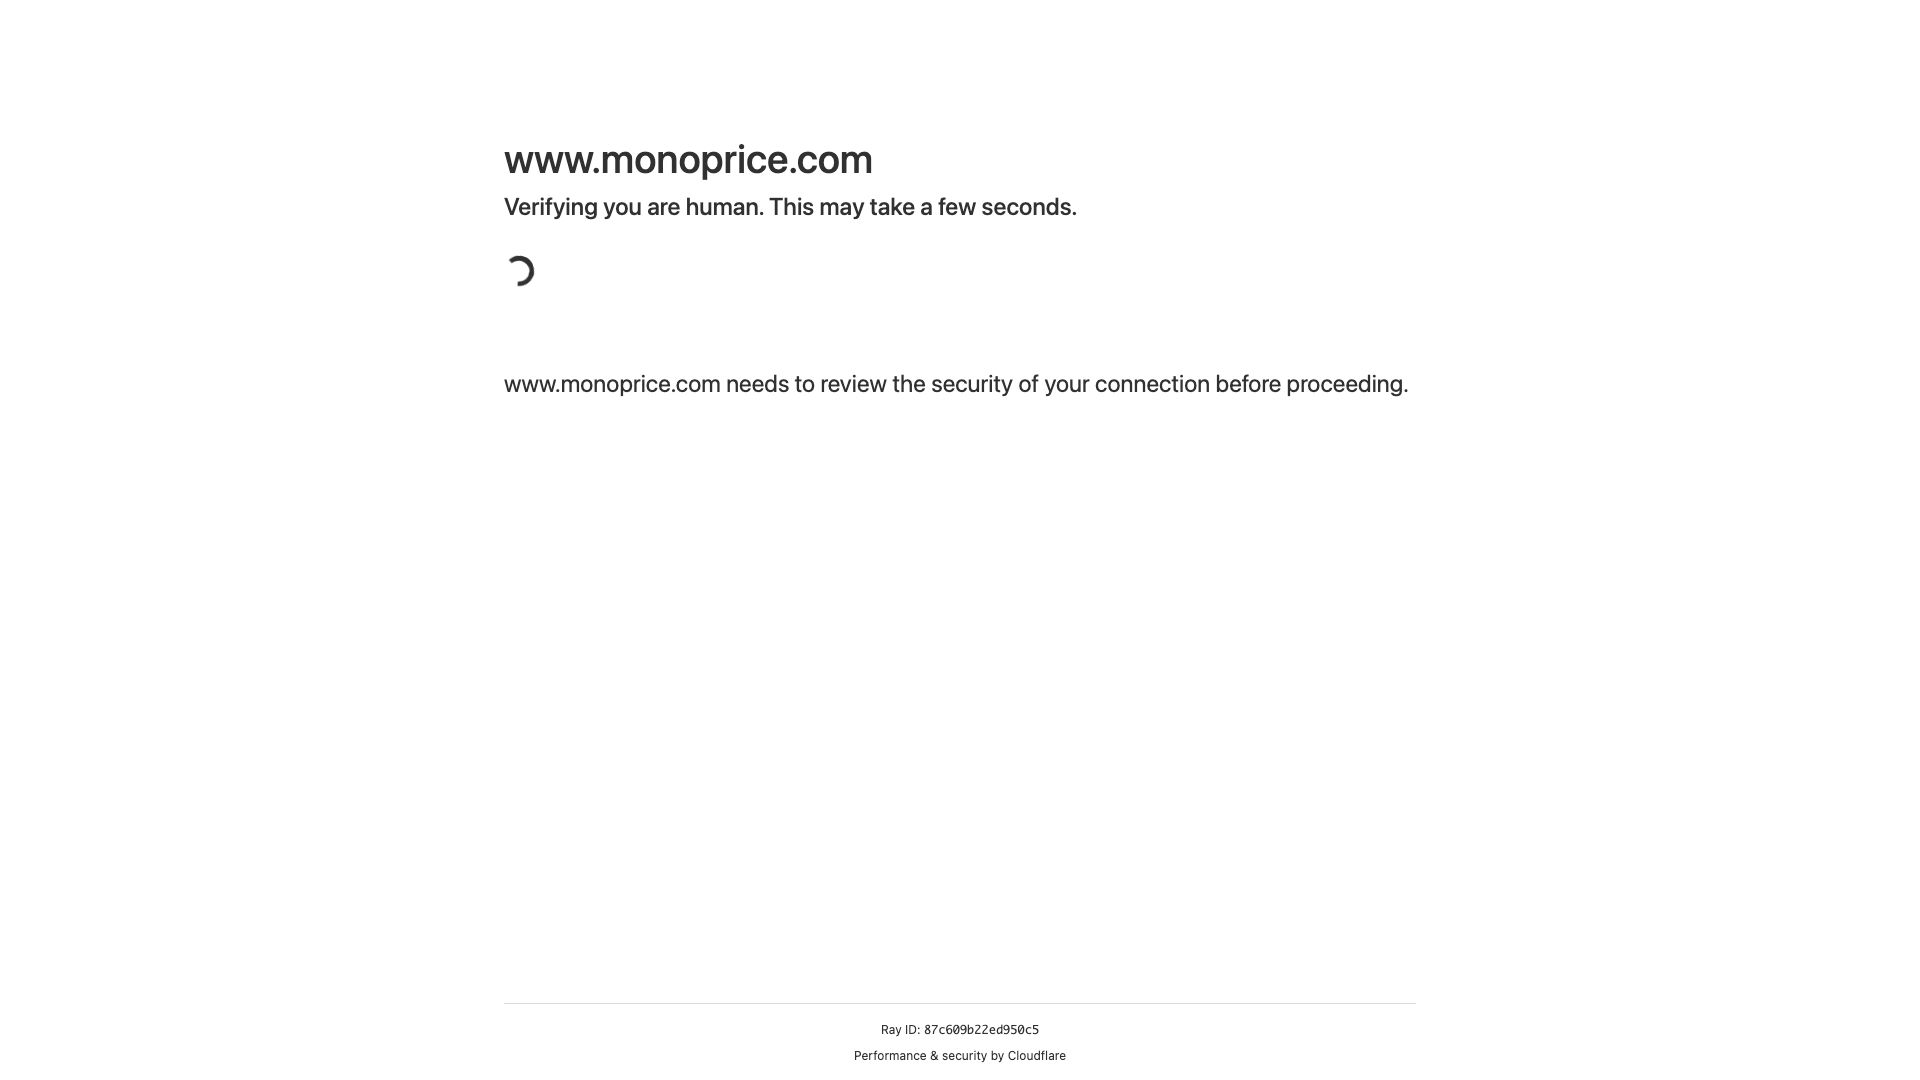 www.monoprice.com
Verifying you are human. This may take a few seconds.
www.monoprice.com needs to review the security of your connection before proceeding.
Ray ID: 87c609b22ed950c5
Performance & security by Cloudflare